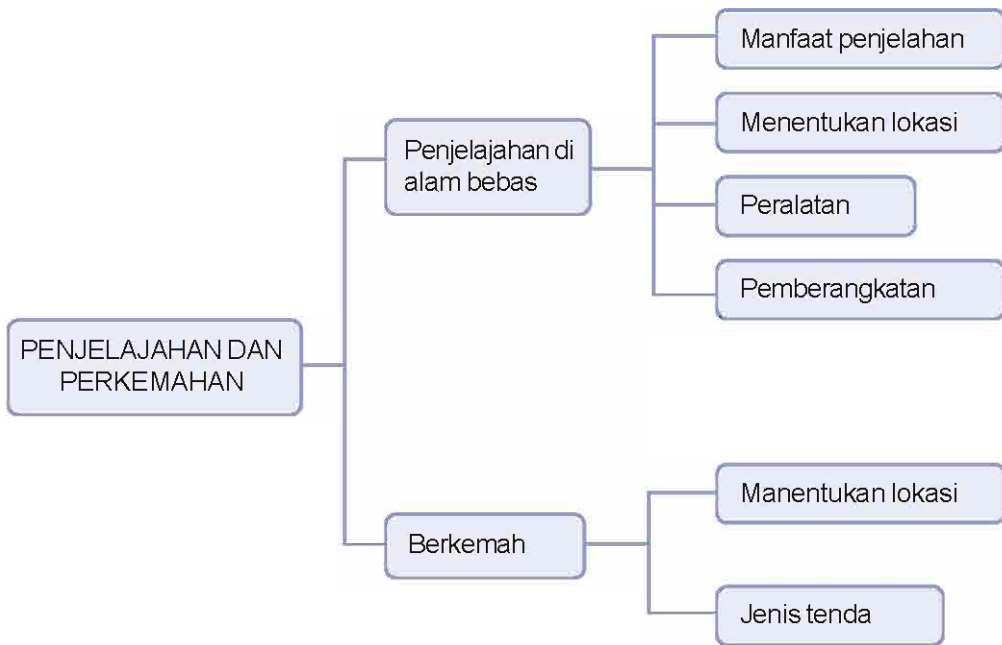 PENJELAJAHAN DAN
PERKEMAHAN
Penjelajahan di
alam bebas
Manfaat penjelahan
Menentukan lokasi
Peralatan
Pemberangkatan
Berkemah
Manentukan lokasi
Jenis tenda